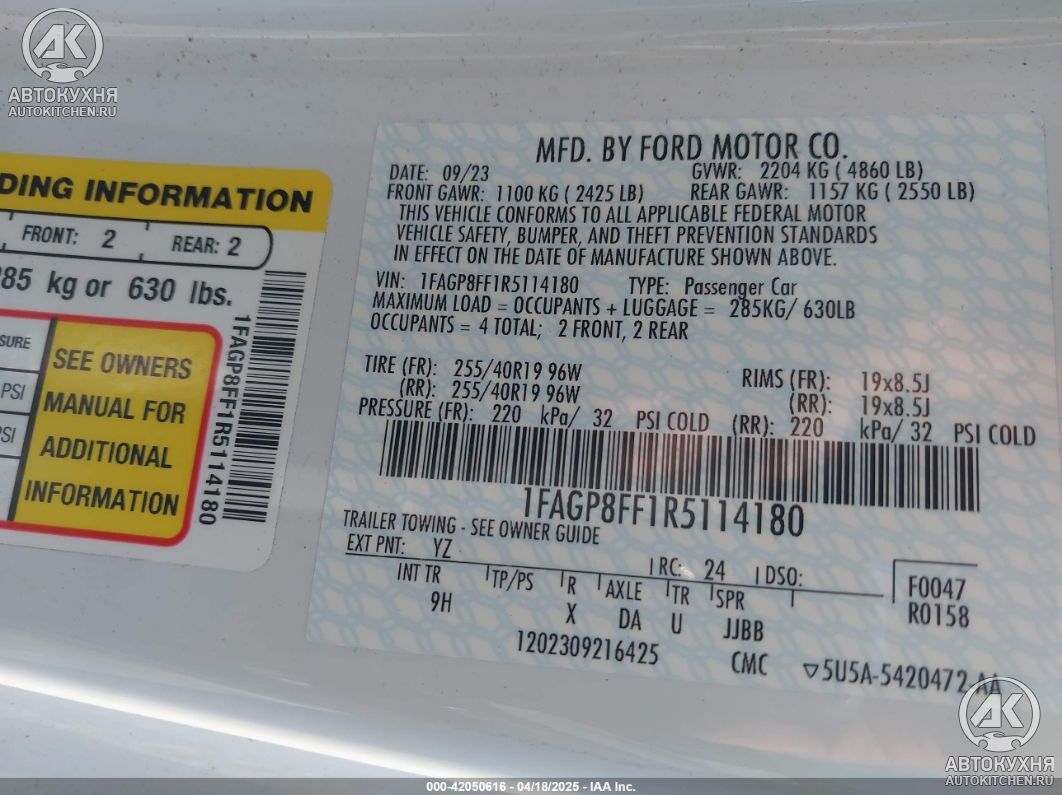 АВТОКУХНЯ
AUTOKITCHEN.RU
DING INFORMATION
FRONT: 2 REAR: 2
285 kg or 630 lbs.
SURE
PSI
PSI
SEE OWNERS
MANUAL FOR
ADDITIONAL
INFORMATION
1FAGP8FF1R5114180
MFD. BY FORD MOTOR CO.
DATE: 09/23 GVWR: 2204 KG ( 4860 LB)
FRONT GAWR: 1100 KG ( 2425 LB) REAR GAWR: 1157 KG ( 2550 LB)
THIS VEHICLE CONFORMS TO ALL APPLICABLE FEDERAL MOTOR
VEHICLE SAFETY, BUMPER, AND THEFT PREVENTION STANDARDS
IN EFFECT ON THE DATE OF MANUFACTURE SHOWN ABOVE.
VIN: 1FAGP8FF1R5114180 TYPE: Passenger Car
MAXIMUM LOAD = OCCUPANTS + LUGGAGE = 285KG/ 630LB
OCCUPANTS = 4 TOTAL; 2 FRONT, 2 REAR
TIRE (FR): 255/40R19 96W RIMS (FR): 19x8.5J
(RR): 255/40R19 96W (RR): 19x8.5J
PRESSURE (FR): 220 kPa/ 32 PSI COLD (RR): 220 kPa/ 32 PSI COLD
1FAGP8FF1R5114180
TRAILER TOWING - SEE OWNER GUIDE
EXT PNT: YZ RC: 24 DSO:
INT TR TP/PS R AXLE TR SPR F0047
9H X DA U JJBB R0158
1202309216425 CMC ▽5U5A-5420472-AA
АК
АВТОКУХНЯ
AUTOKITCHEN.RU
000-42050616 - 04/18/2025 - IAA Inc.